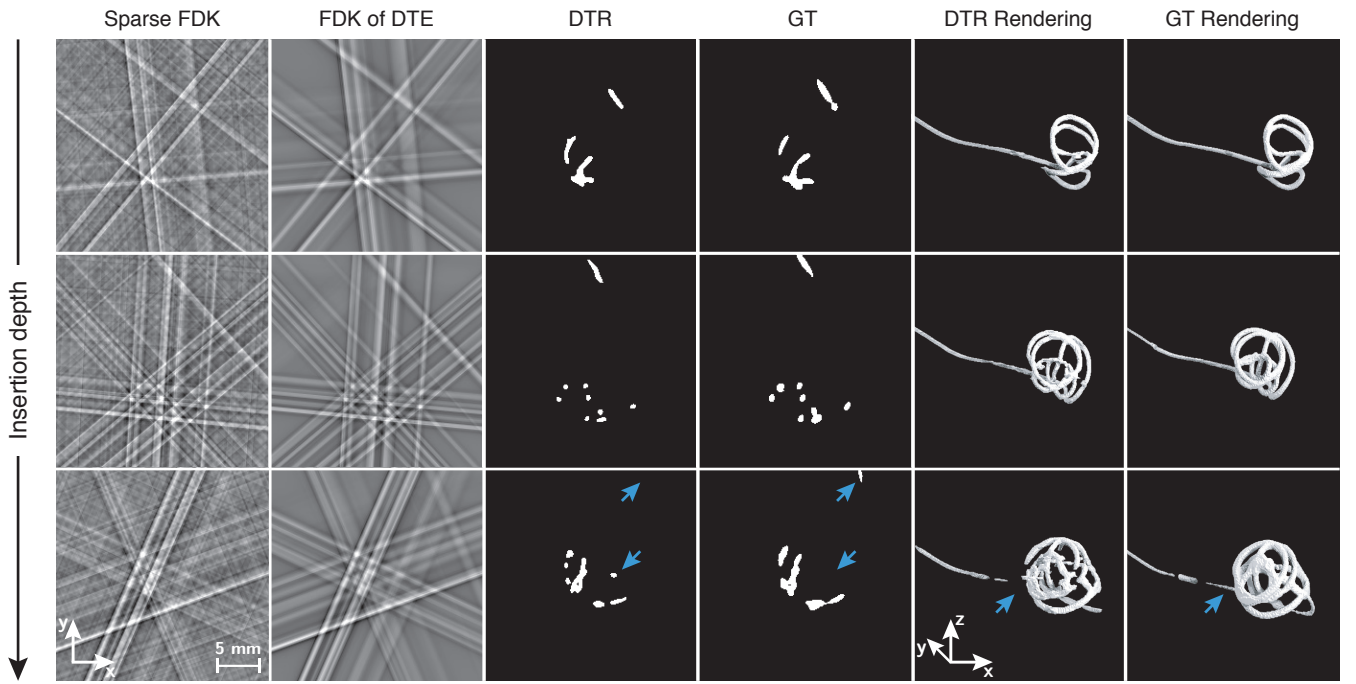 Sparse FDK
FDK of DTE
DTR
GT
DTR Rendering
GT Rendering
Insertion depth
y
x
5 mm
z
y
x